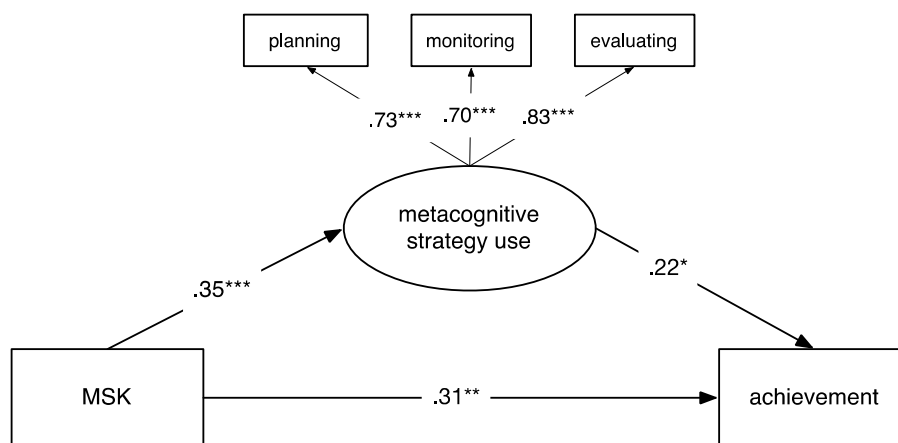 planning
monitoring
evaluating
.73***
.70***
.83***
metacognitive
strategy use
.35***
.22*
MSK
.31**
achievement